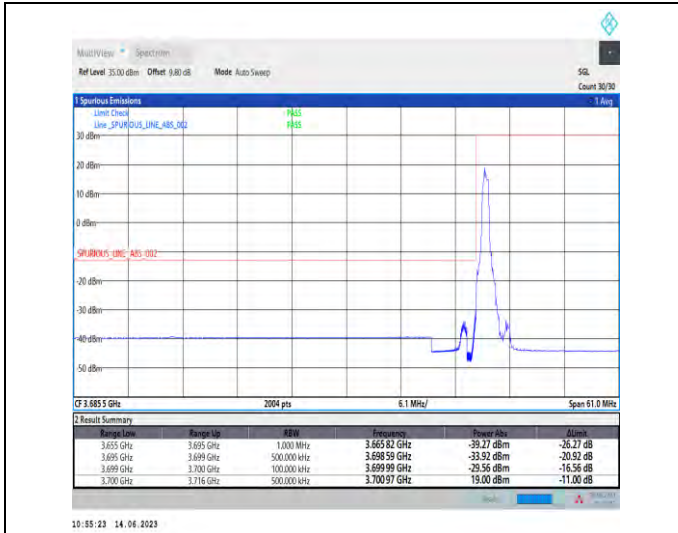 MultiView Spectrum
Ref Level 35.00 dBm Offset 9.80 dB Mode Auto Sweep SGL
Count 30/30
1 Spurious Emissions 1 Avg
Limit Check PASS
Line _SPURIOUS_LINE_ABS_002 PASS
30 dBm
20 dBm
10 dBm
0 dBm
SPURIOUS_LINE_ABS_002
-20 dBm
-30 dBm
-40 dBm
-50 dBm
CF 3.685 5 GHz 2004 pts 6.1 MHz/ Span 61.0 MHz
2 Result Summary
Range Low Range Up RBW Frequency Power Abs ΔLimit
3.655 GHz 3.695 GHz 1.000 MHz 3.665 82 GHz -39.27 dBm -26.27 dB
3.695 GHz 3.699 GHz 500.000 kHz 3.698 59 GHz -33.92 dBm -20.92 dB
3.699 GHz 3.700 GHz 100.000 kHz 3.699 99 GHz -29.56 dBm -16.56 dB
3.700 GHz 3.716 GHz 500.000 kHz 3.700 97 GHz 19.00 dBm -11.00 dB
10:55:23 14.06.2023